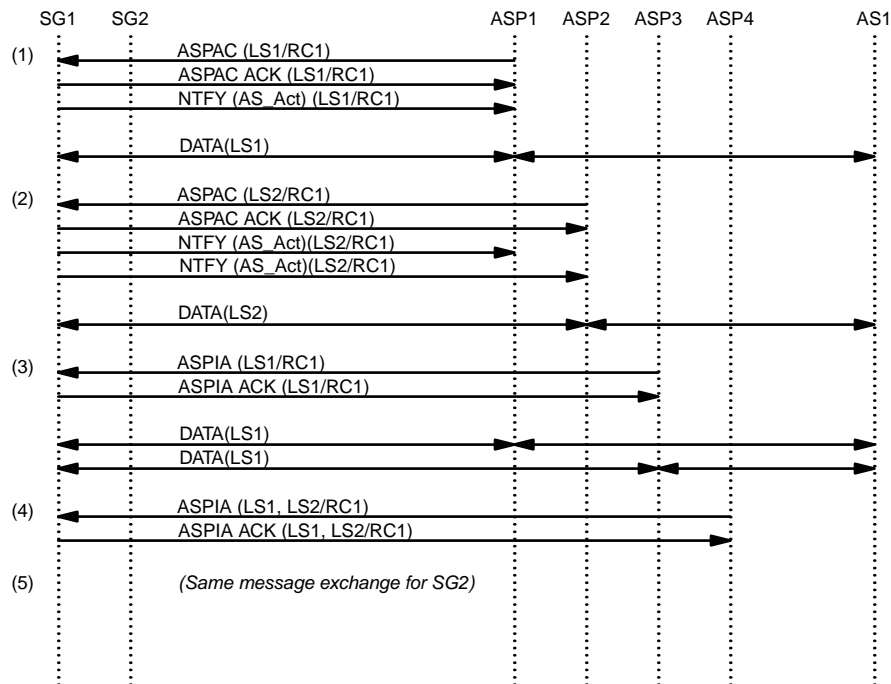 SG1 SG2 ASP1 ASP2 ASP3 ASP4 AS1
(1) ASPAC (LS1/RC1)
ASPAC ACK (LS1/RC1)
NTFY (AS_Act) (LS1/RC1)
DATA(LS1)
(2) ASPAC (LS2/RC1)
ASPAC ACK (LS2/RC1)
NTFY (AS_Act)(LS2/RC1)
NTFY (AS_Act)(LS2/RC1)
DATA(LS2)
(3) ASPIA (LS1/RC1)
ASPIA ACK (LS1/RC1)
DATA(LS1)
DATA(LS1)
(4) ASPIA (LS1, LS2/RC1)
ASPIA ACK (LS1, LS2/RC1)
(5) (Same message exchange for SG2)